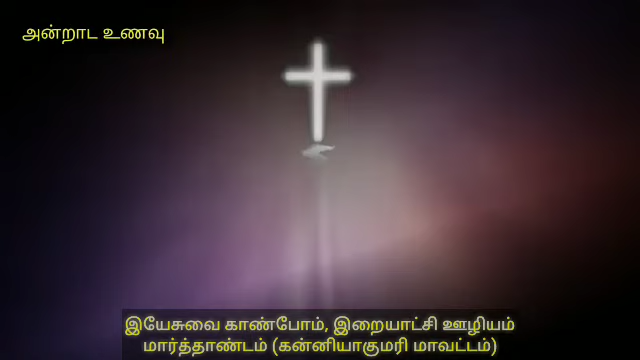 அன்றாட உணவு
இயேசுவை காண்போம், இறையாட்சி ஊழியம்
மார்த்தாண்டம் (கன்னியாகுமரி மாவட்டம்)